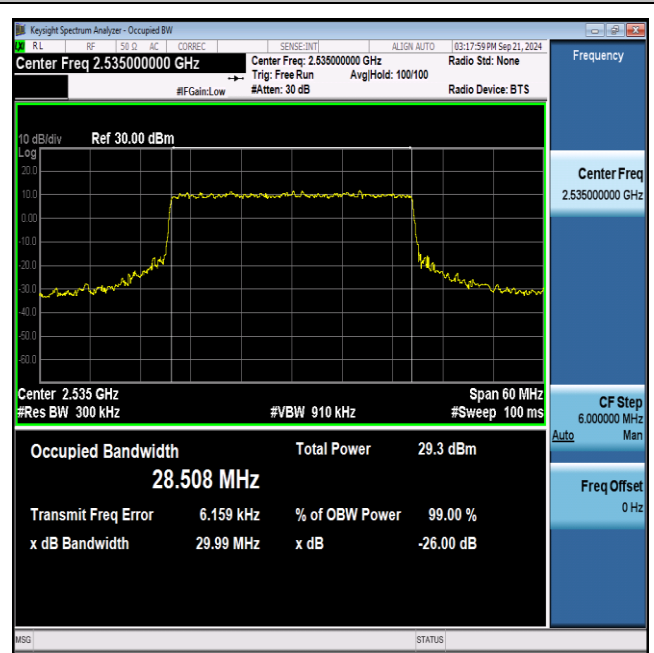 Keysight Spectrum Analyzer - Occupied BW
LXI RL RF 50 Ω AC CORREC SENSE:INT ALIGN AUTO 03:17:59 PM Sep 21, 2024
Center Freq 2.535000000 GHz
Center Freq: 2.535000000 GHz
Radio Std: None
Trig: Free Run Avg|Hold: 100/100
#IFGain:Low #Atten: 30 dB Radio Device: BTS
10 dB/div Ref 30.00 dBm
Log
20.0
10.0
0.00
-10.0
-20.0
-30.0
-40.0
-50.0
-60.0
Center 2.535 GHz Span 60 MHz
#Res BW 300 kHz #VBW 910 kHz #Sweep 100 ms
Occupied Bandwidth Total Power 29.3 dBm
28.508 MHz
Transmit Freq Error 6.159 kHz % of OBW Power 99.00 %
x dB Bandwidth 29.99 MHz x dB -26.00 dB
MSG STATUS
Frequency
Center Freq
2.535000000 GHz
CF Step
6.000000 MHz
Auto Man
Freq Offset
0 Hz